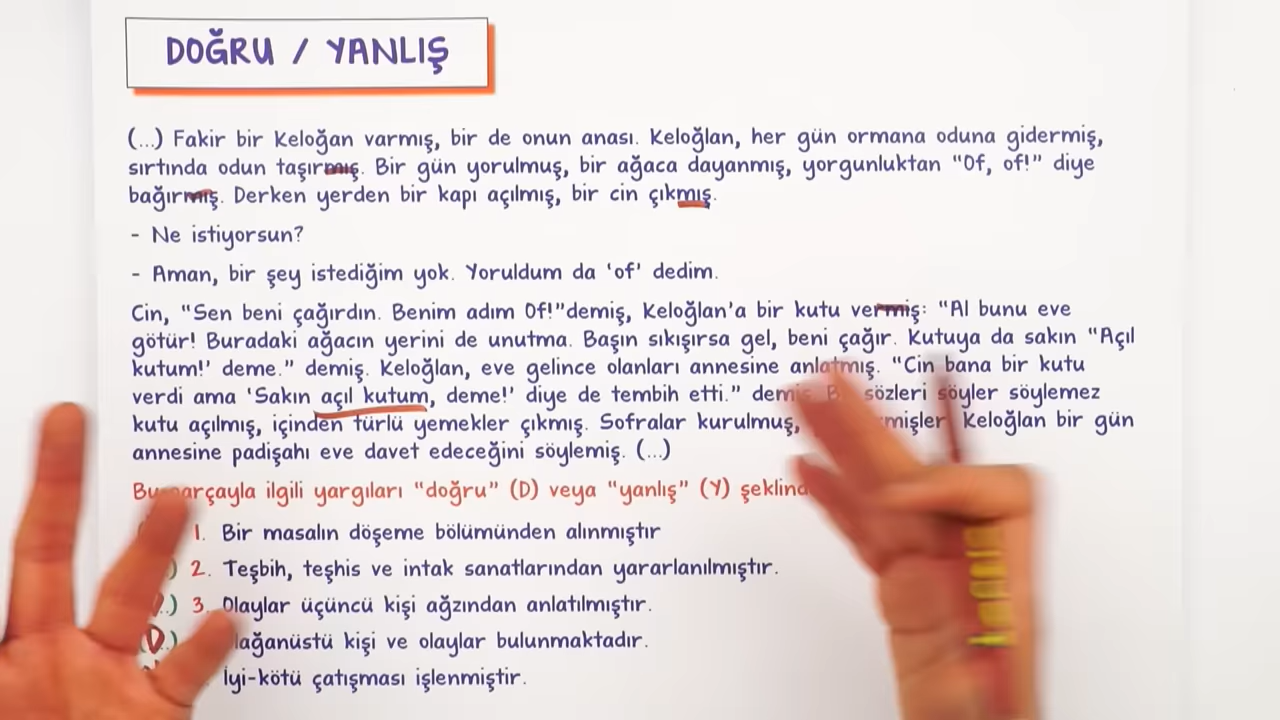 DOĞRU / YANLIŞ
(...) Fakir bir Keloğan varmış, bir de onun anası. Keloğlan, her gün ormana oduna gidermiş,
sırtında odun taşırmış. Bir gün yorulmuş, bir ağaca dayanmış, yorgunluktan “Of, of!” diye
bağırmış. Derken yerden bir kapı açılmış, bir cin çıkmış.
- Ne istiyorsun?
- Aman, bir şey istediğim yok. Yoruldum da ‘of’ dedim.
Cin, “Sen beni çağırdın. Benim adım Of!”demiş, Keloğlan’a bir kutu vermiş: “Al bunu eve
götür! Buradaki ağacın yerini de unutma. Başın sıkışırsa gel, beni çağır. Kutuya da sakın “Açıl
kutum!’ deme.” demiş. Keloğlan, eve gelince olanları annesine anlatmış. “Cin bana bir kutu
verdi ama ‘Sakın açıl kutum, deme!’ diye de tembih etti.” demiş. sözleri söyler söylemez
kutu açılmış, içinden türlü yemekler çıkmış. Sofralar kurulmuş, Keloğlan bir gün
annesine padişahı eve davet edeceğini söylemiş. (...)
ilgili yargıları “doğru” (D) veya “yanlış” (Y)
1. Bir masalın döşeme bölümünden alınmıştır
) 2. Teşbih, teşhis ve intak sanatlarından yararlanılmıştır.
.) 3. Olaylar üçüncü kişi ağzından anlatılmıştır.
(D.) kişi ve olaylar bulunmaktadır.
İyi-kötü çatışması işlenmiştir.